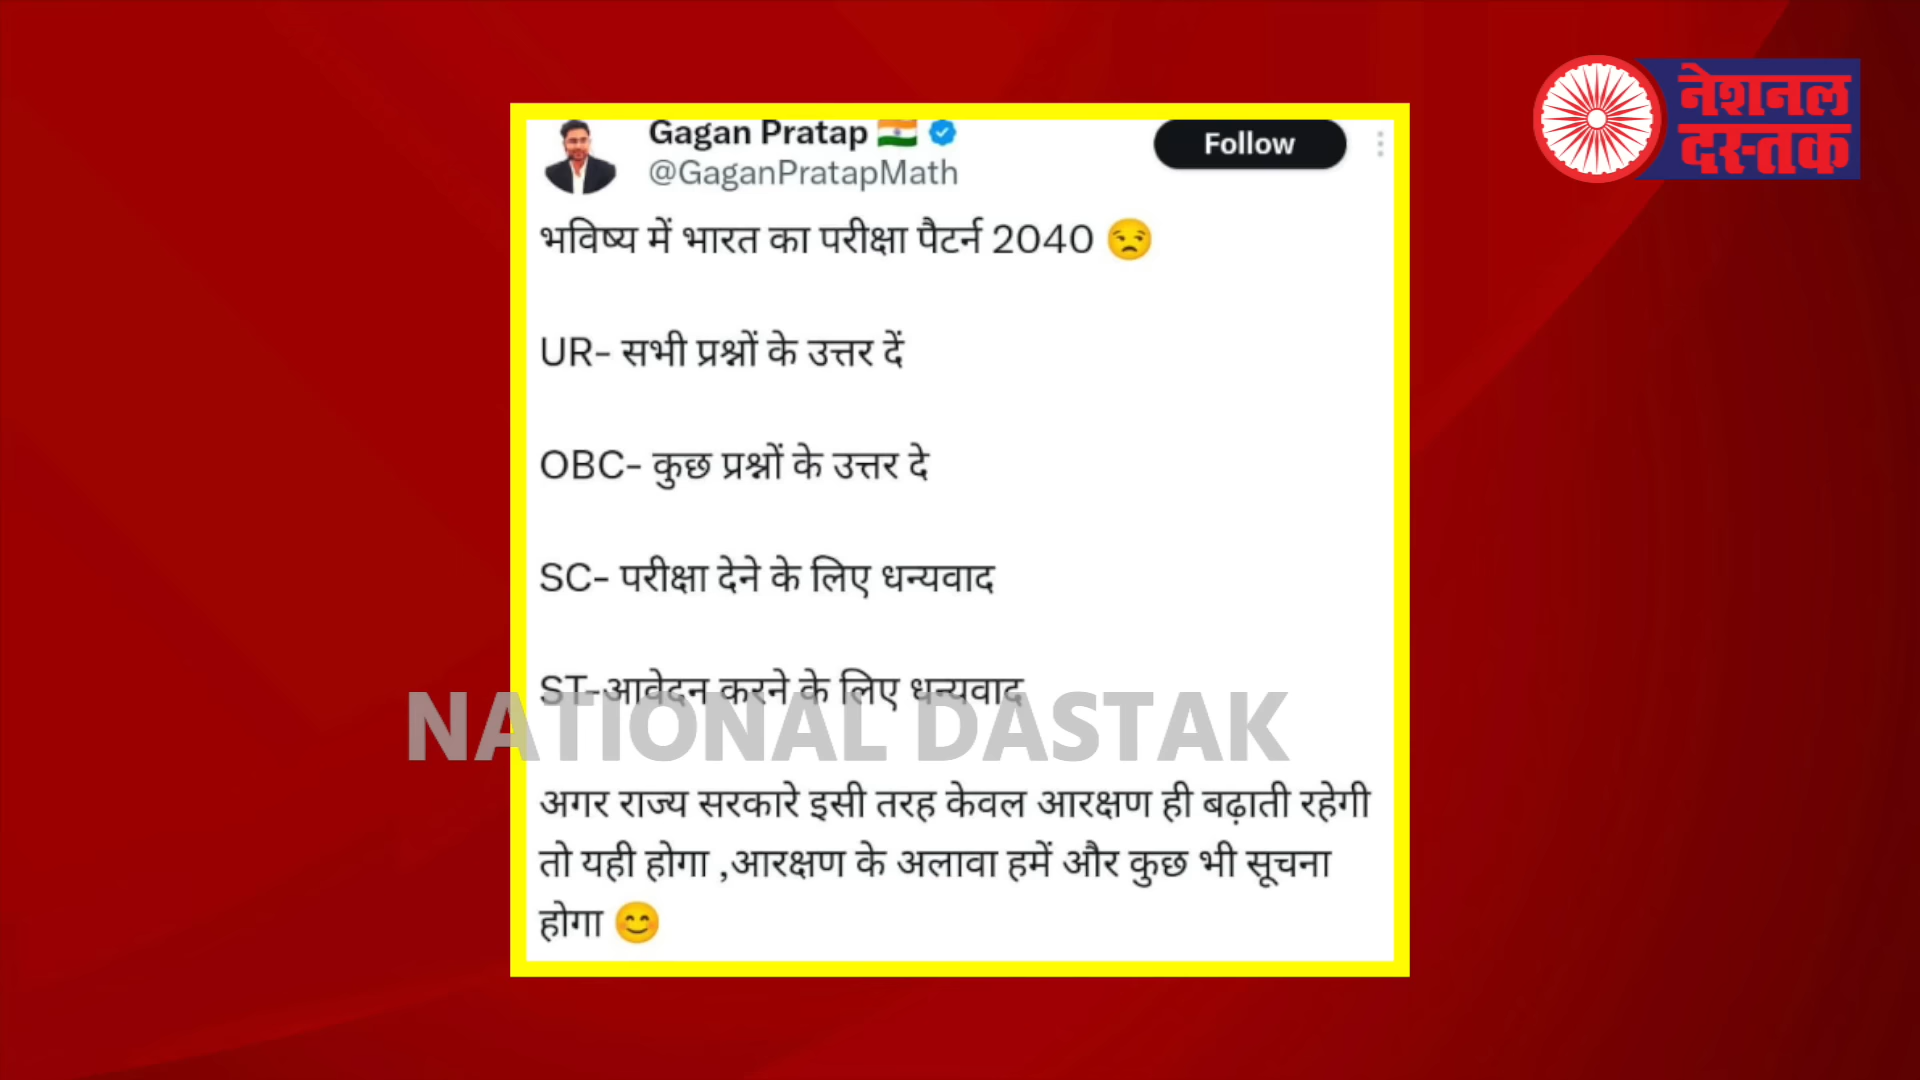 नेशनल
दस्तक
Gagan Pratap
@GaganPratapMath
Follow
भविष्य में भारत का परीक्षा पैटर्न 2040 😒
UR- सभी प्रश्नों के उत्तर दें
OBC- कुछ प्रश्नों के उत्तर दे
SC- परीक्षा देने के लिए धन्यवाद
ST-आवेदन करने के लिए धन्यवाद
NATIONAL DASTAK
अगर राज्य सरकारे इसी तरह केवल आरक्षण ही बढ़ाती रहेगी
तो यही होगा ,आरक्षण के अलावा हमें और कुछ भी सूचना
होगा 😊